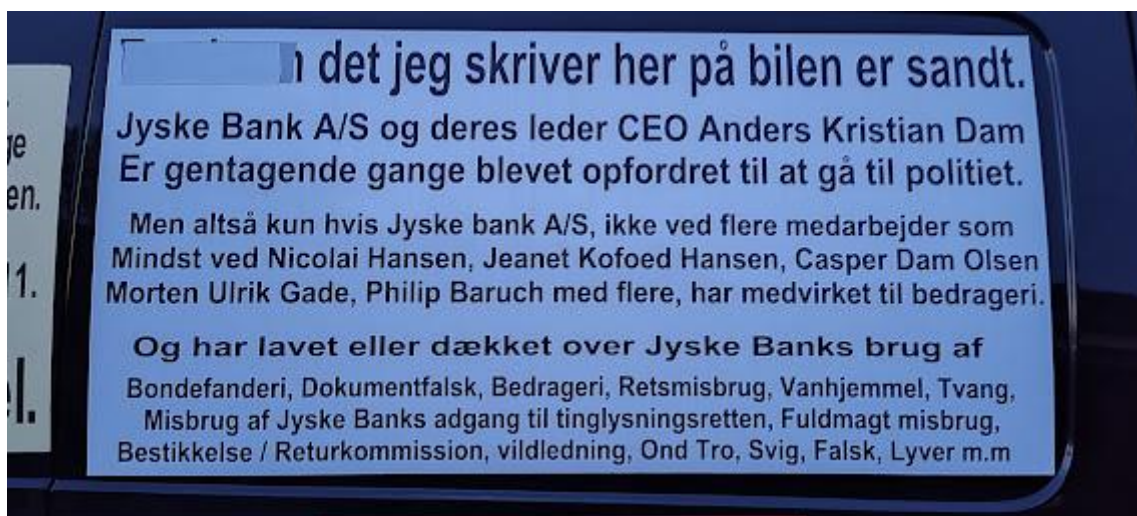 det jeg skriver her på bilen er sandt.
Jyske Bank A/S og deres leder CEO Anders Kristian Dam
Er gentagende gange blevet opfordret til at gå til politiet.
Men altså kun hvis Jyske bank A/S, ikke ved flere medarbejder som
Mindst ved Nicolai Hansen, Jeanet Kofoed Hansen, Casper Dam Olsen
Morten Ulrik Gade, Philip Baruch med flere, har medvirket til bedrageri.
Og har lavet eller dækket over Jyske Banks brug af
Bondefanderi, Dokumentfalsk, Bedrageri, Retsmisbrug, Vanhjemmel, Tvang,
Misbrug af Jyske Banks adgang til tinglysningsretten, Fuldmagt misbrug,
Bestikkelse / Returkommission, vildledning, Ond Tro, Svig, Falsk, Lyver m.m